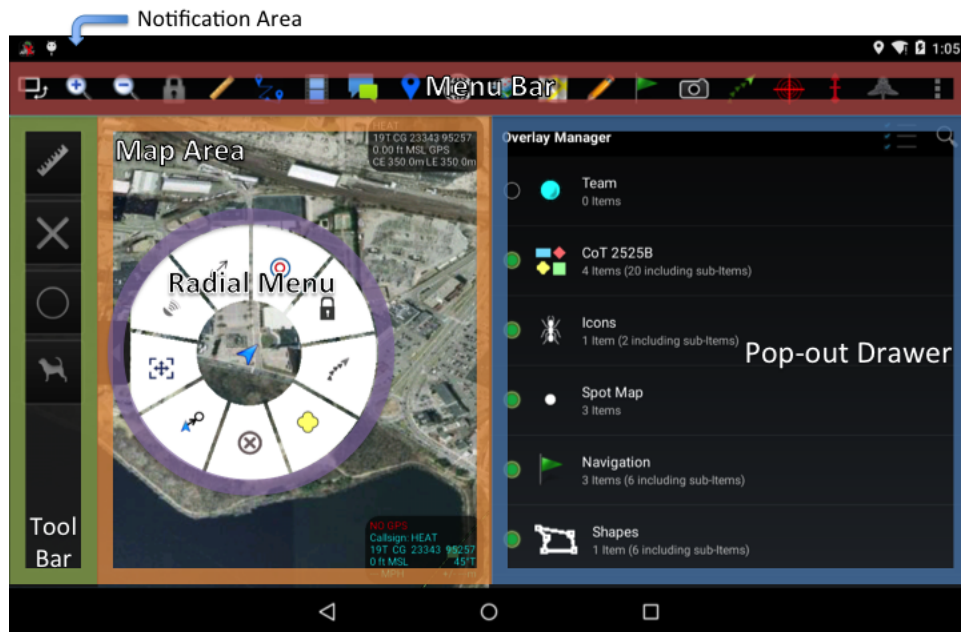 Notification Area
1:05
Menu Bar
Map Area
HEAT
19T CG 23343 95257
0.00 ft MSL GPS
CE 350 0m LE 350 0m
Overlay Manager
Team
0 Items
CoT 2525B
4 Items (20 including sub-Items)
Radial Menu
Icons
1 Item (2 including sub-Items)
Pop-out Drawer
Spot Map
3 Items
Navigation
3 Items (6 including sub-Items)
Tool
Bar
NO GPS
Callsign: HEAT
19T CG 23343 95257
0 ft MSL 45°T
MPH
Shapes
1 Item (6 including sub-Items)